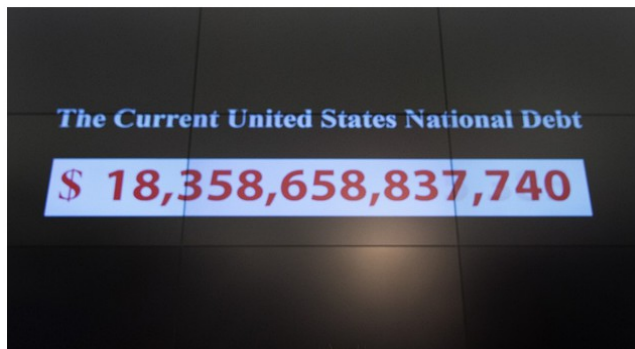 The Current United States National Debt
$ 18,358,658,837,740